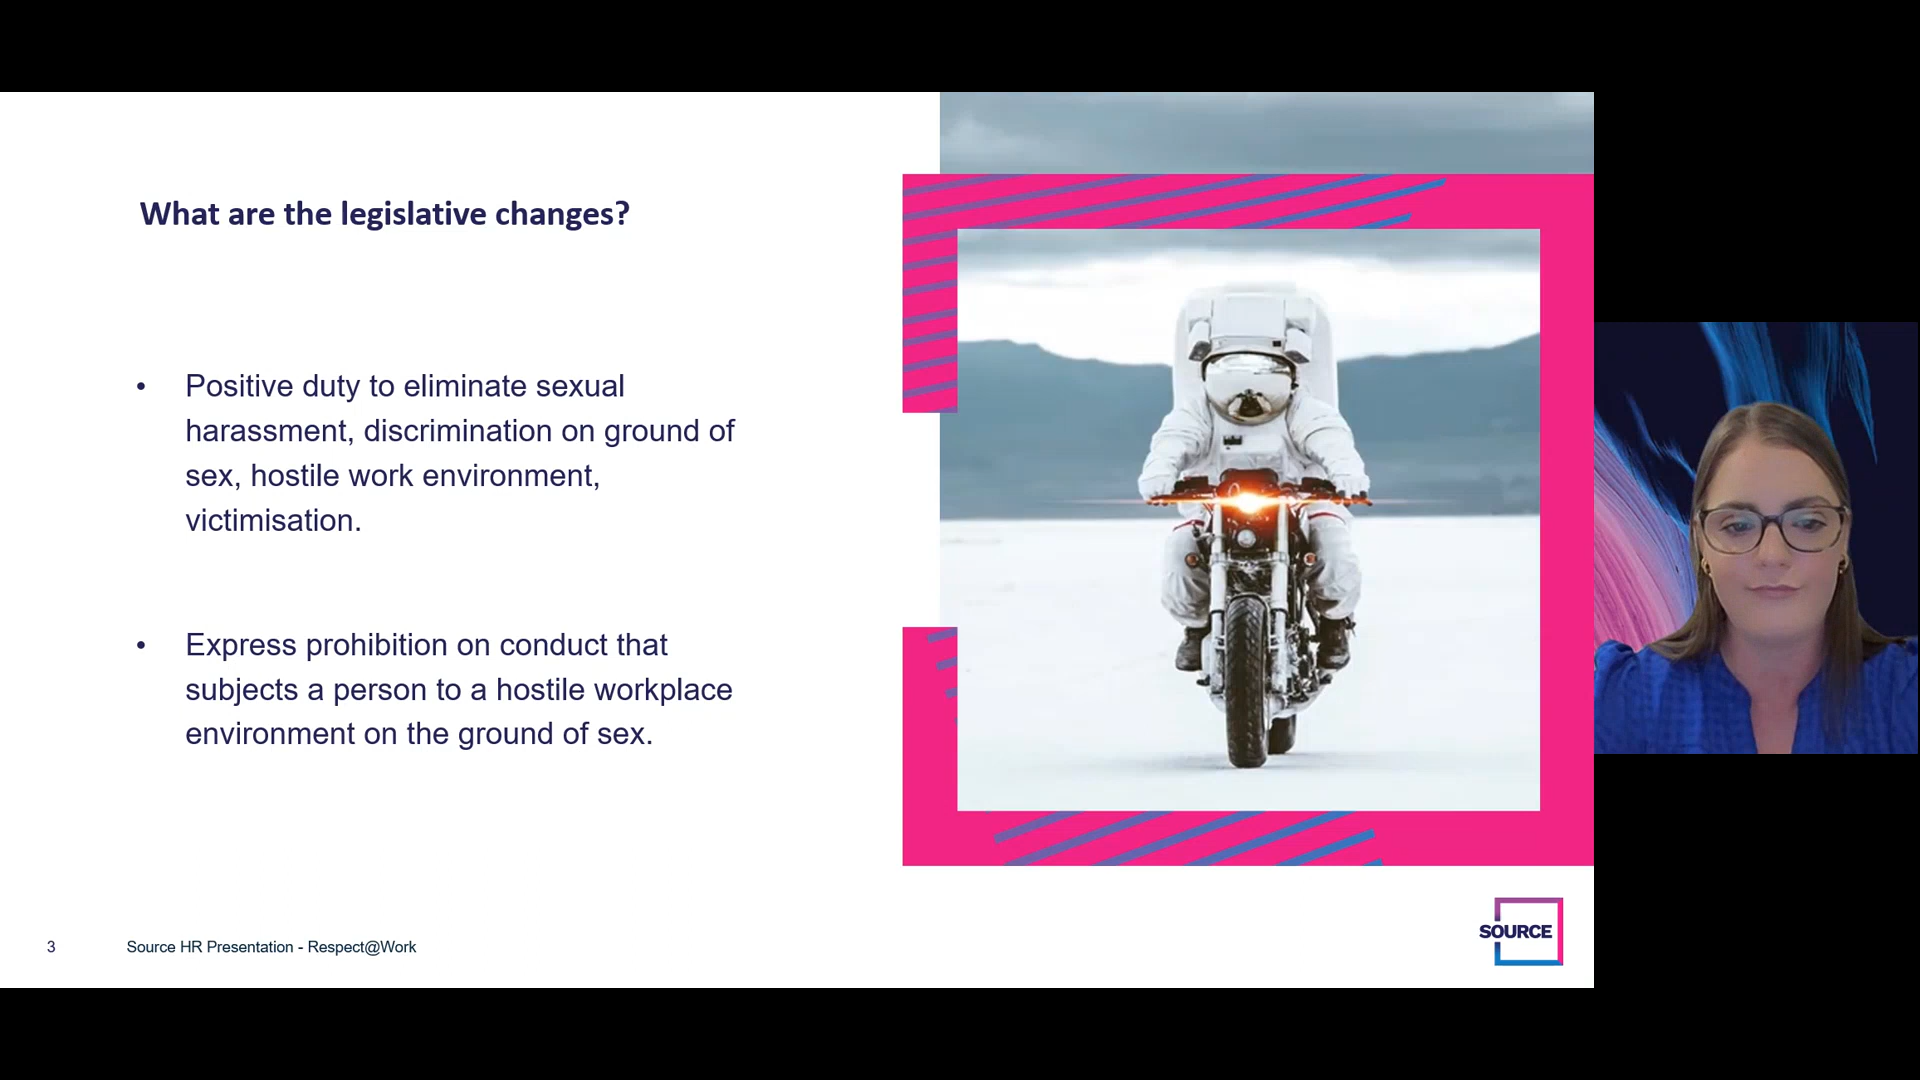 What are the legislative changes?
• Positive duty to eliminate sexual
harassment, discrimination on ground of
sex, hostile work environment,
victimisation.
• Express prohibition on conduct that
subjects a person to a hostile workplace
environment on the ground of sex.
3 Source HR Presentation - Respect@Work
SOURCE